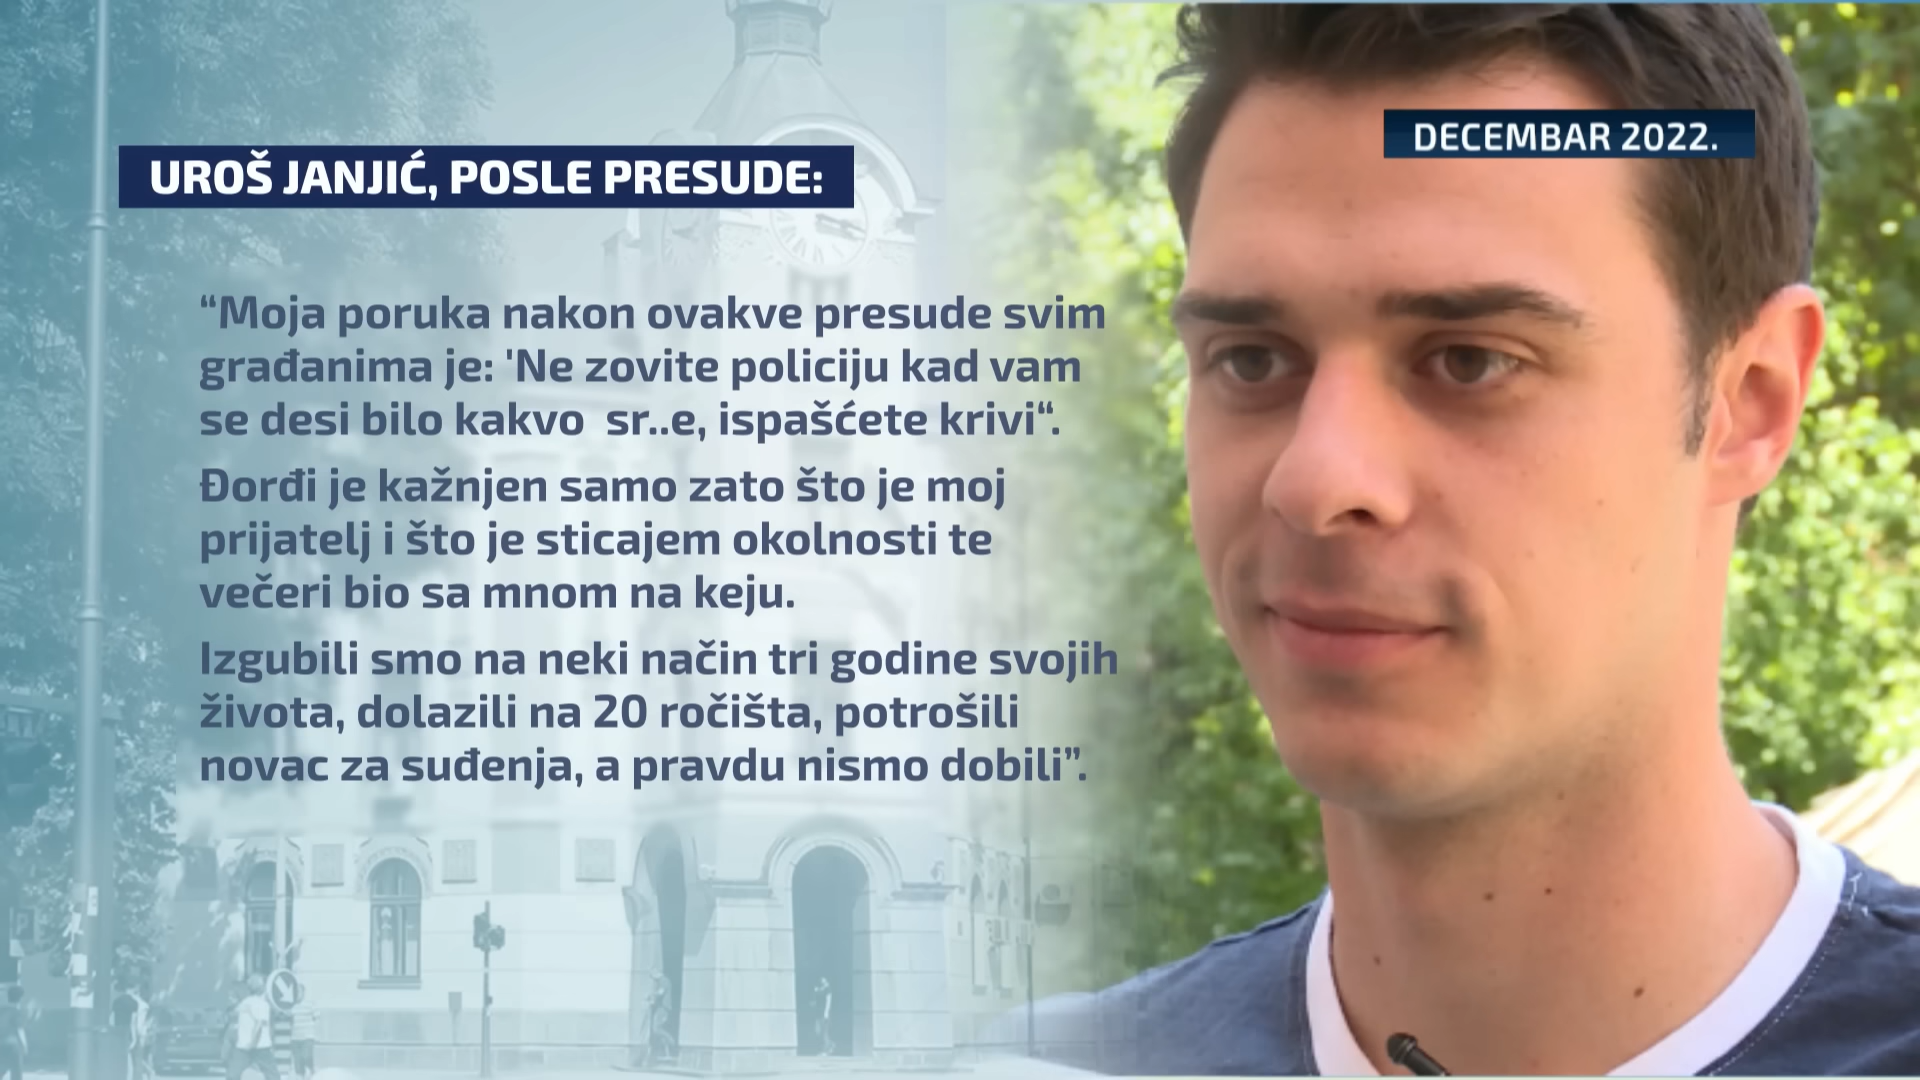 DECEMBAR 2022.
UROŠ JANJIĆ, POSLE PRESUDE:
“Moja poruka nakon ovakve presude svim
građanima je: 'Ne zovite policiju kad vam
se desi bilo kakvo sr..e, ispašćete krivi“.
Đorđi je kažnjen samo zato što je moj
prijatelj i što je sticajem okolnosti te
večeri bio sa mnom na keju.
Izgubili smo na neki način tri godine svojih
života, dolazili na 20 ročišta, potrošili
novac za suđenja, a pravdu nismo dobili”.